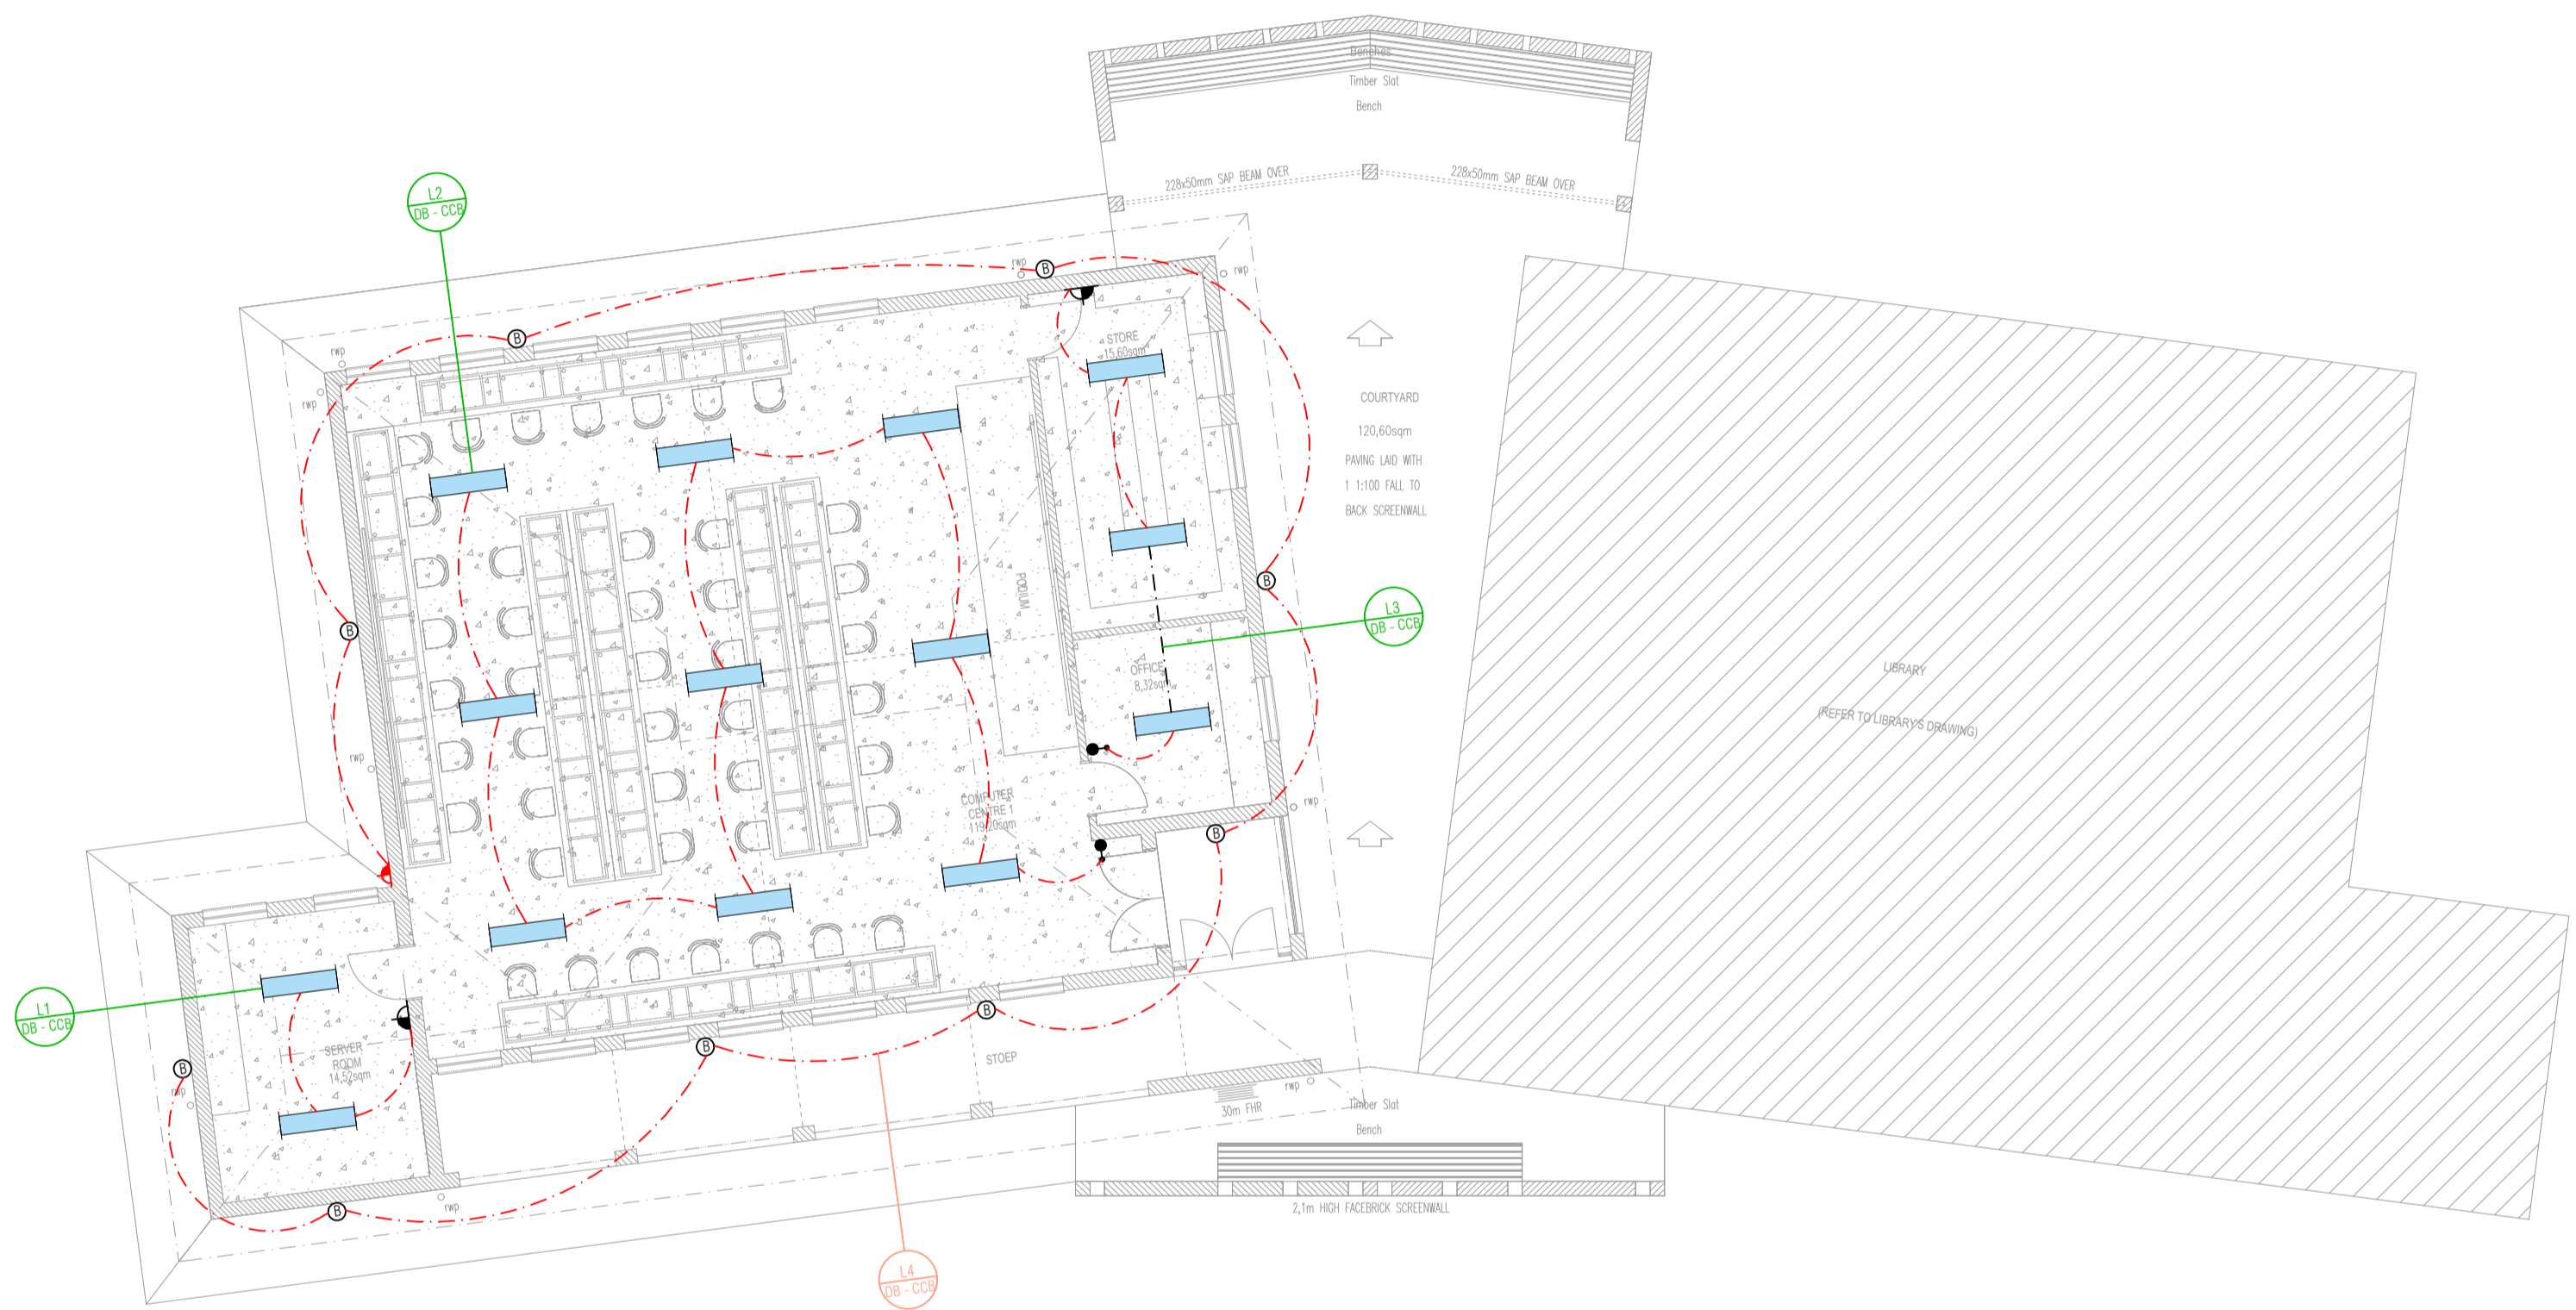 Benches
Timber Slat
Bench
228x50mm SAP BEAM OVER
228x50mm SAP BEAM OVER
L2
DB - CCB
rwp
B
rwp
B
rwp
rwp
STORE
15,60sqm
COURTYARD
120,60sqm
PAVING LAID WITH
1 1:100 FALL TO
BACK SCREENWALL
PODIUM
B
L3
DB - CCB
B
OFFICE
8,32sqm
LIBRARY
(REFER TO LIBRARY'S DRAWING)
rwp
COMPUTER
CENTRE 1
119,20sqm
rwp
B
L1
DB - CCB
B
B
SERVER
ROOM
14,52sqm
STOEP
B
rwp
rwp
30m FHR
Timber Slat
Bench
B
rwp
2,1m HIGH FACEBRICK SCREENWALL
L4
DB - CCB